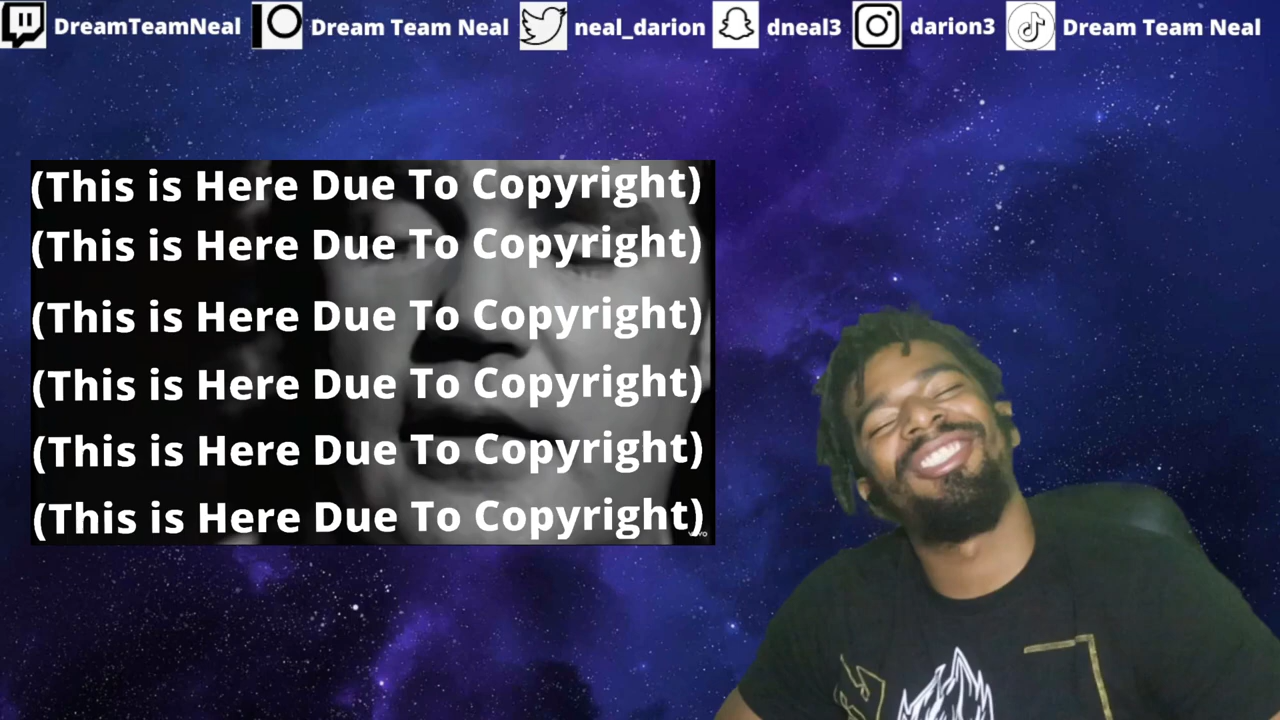 DreamTeamNeal Dream Team Neal neal_darion dneal3 darion3 Dream Team Neal
(This is Here Due To Copyright)
(This is Here Due To Copyright)
(This is Here Due To Copyright)
(This is Here Due To Copyright)
(This is Here Due To Copyright)
(This is Here Due To Copyright)
vevo